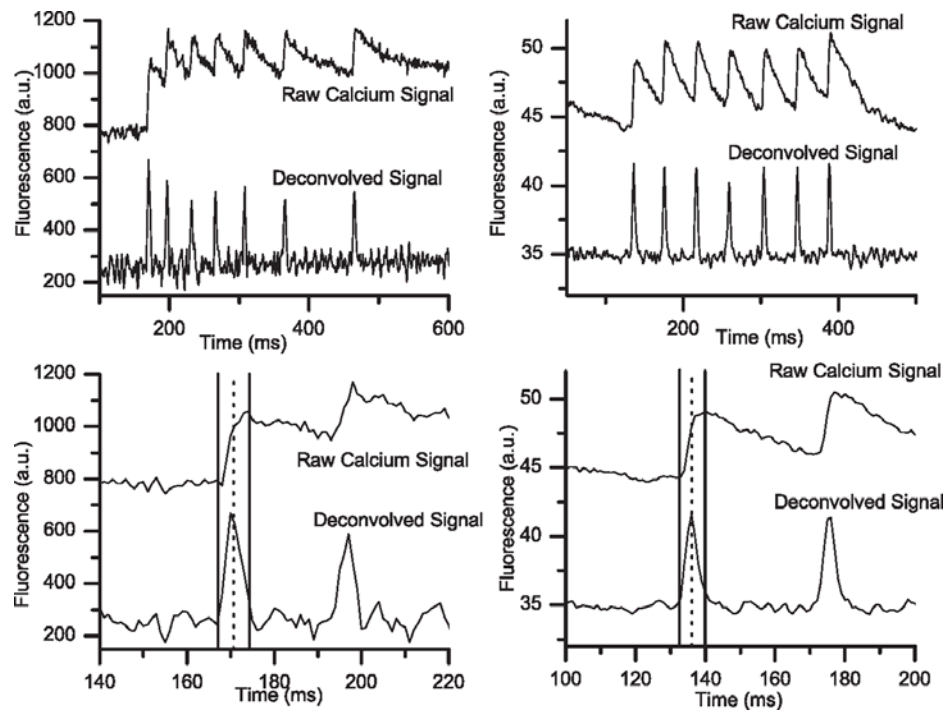 Fluorescence (a.u.)
1200
1000
800
600
400
200
Raw Calcium Signal
Deconvolved Signal
200
400
600
Time (ms)
Fluorescence (a.u.)
50
45
40
35
Raw Calcium Signal
Deconvolved Signal
200
400
Time (ms)
Fluorescence (a.u.)
1200
1000
800
600
400
200
Raw Calcium Signal
Deconvolved Signal
140
160
180
200
220
Time (ms)
Fluorescence (a.u.)
50
45
40
35
Raw Calcium Signal
Deconvolved Signal
100
120
140
160
180
200
Time (ms)